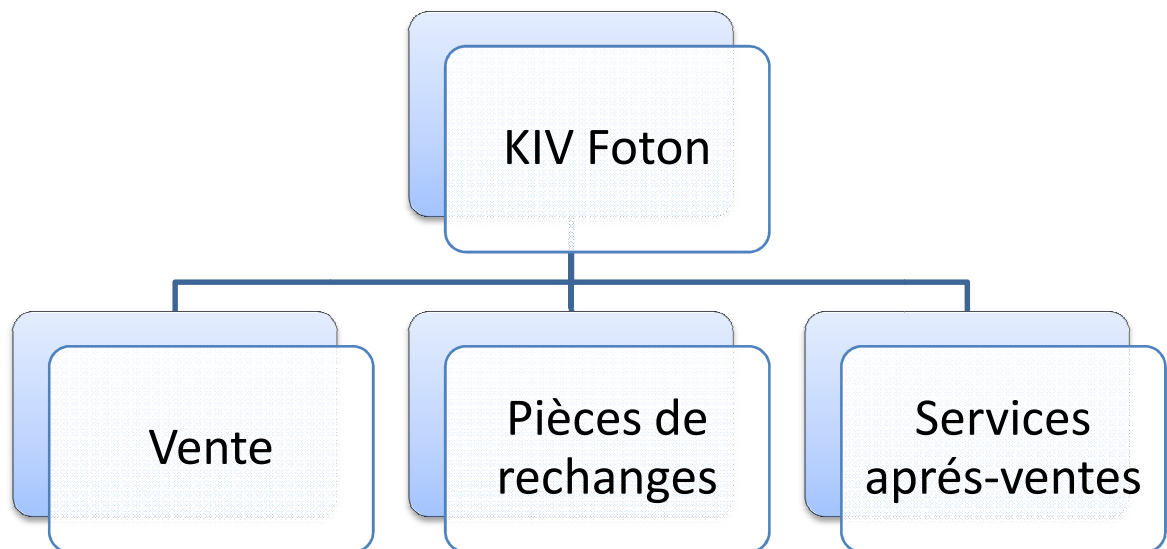 KIV Foton
Vente
Pièces de
rechanges
Services
aprés-ventes